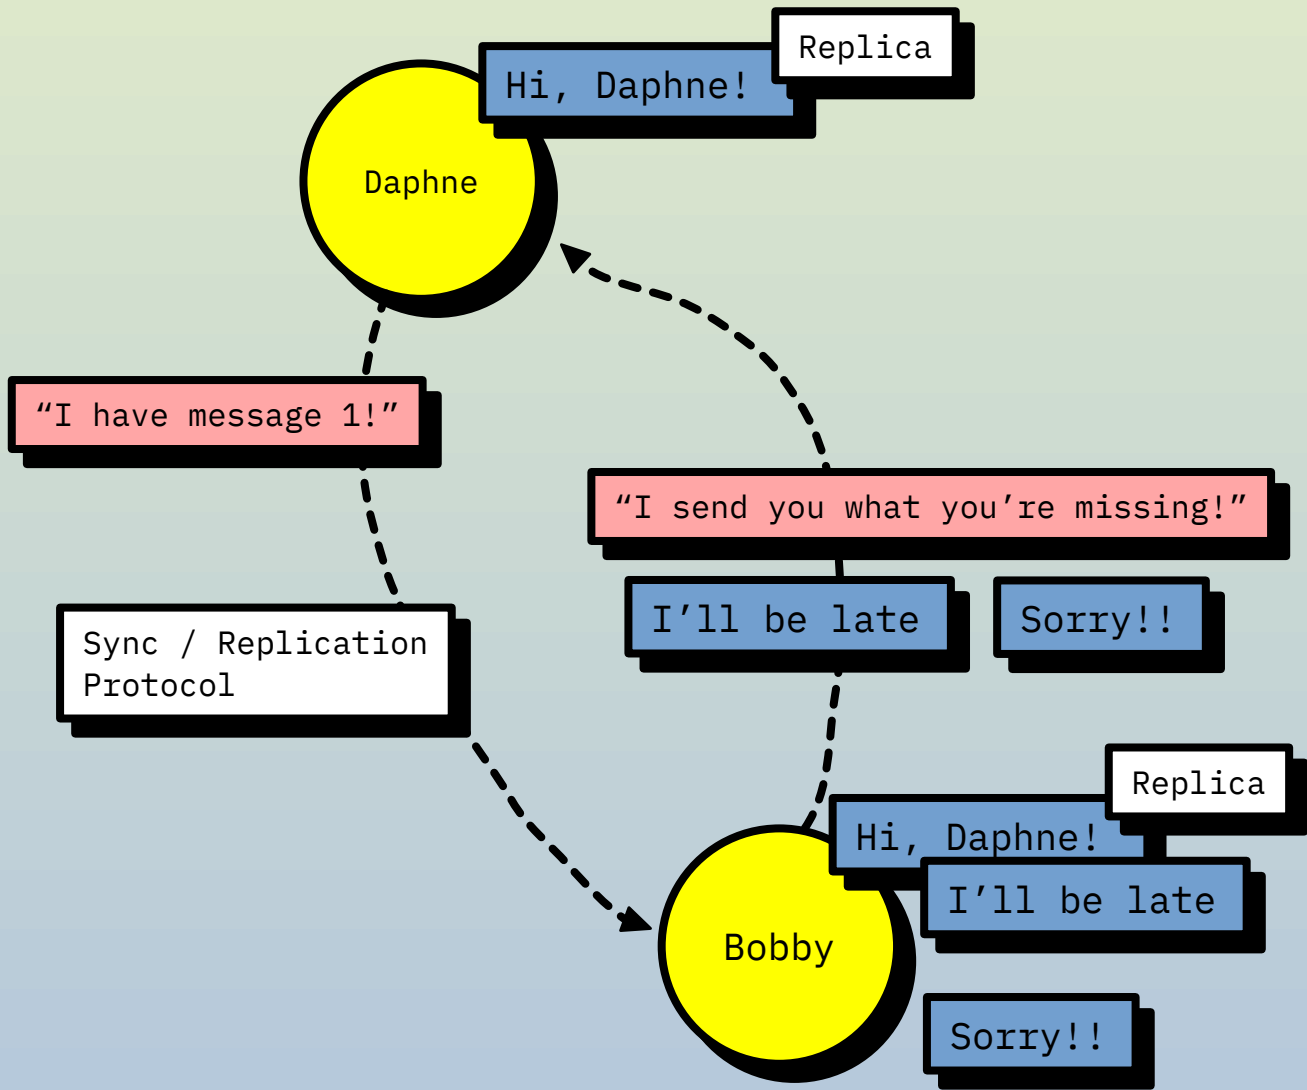 Replica
Hi, Daphne!
Daphne
“I have message 1!”
“I send you what you’re missing!”
I’ll be late
Sorry!!
Sync / Replication
Protocol
Replica
Hi, Daphne!
I’ll be late
Bobby
Sorry!!